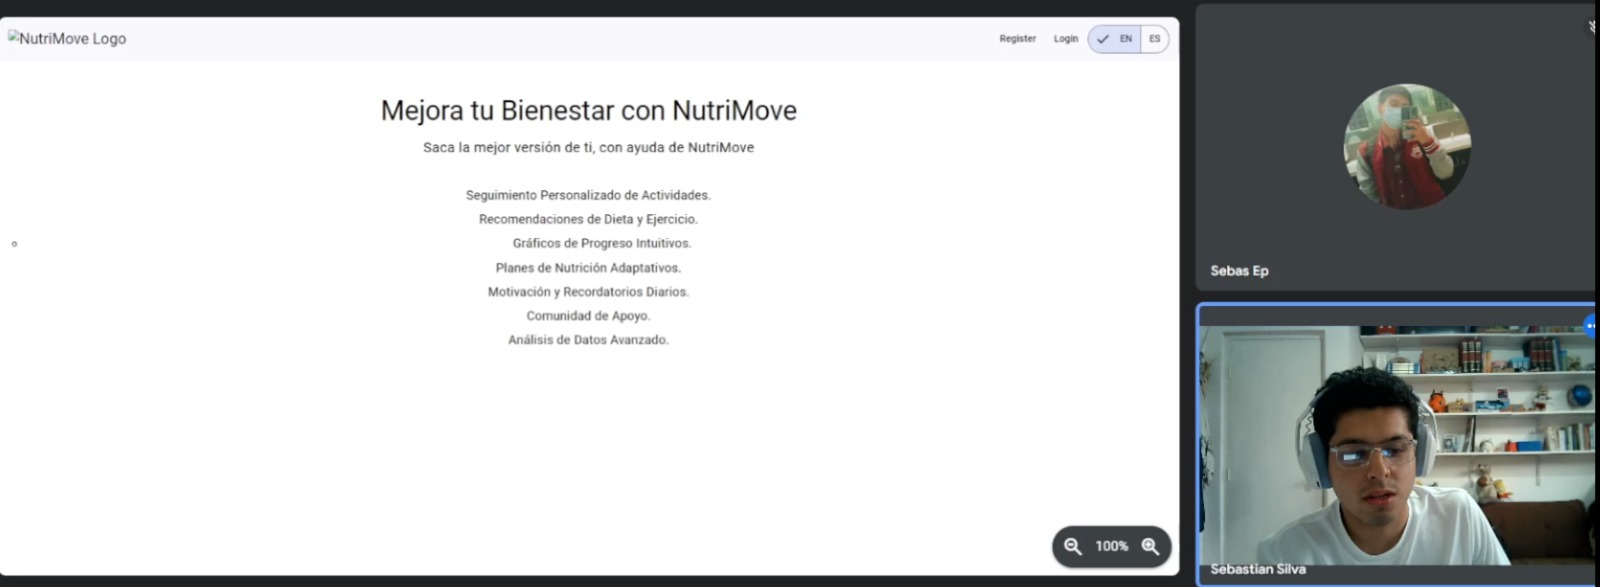 NutriMove Logo
Register Login EN ES
Mejora tu Bienestar con NutriMove
Saca la mejor versión de ti, con ayuda de NutriMove
Seguimiento Personalizado de Actividades.
Recomendaciones de Dieta y Ejercicio.
Gráficos de Progreso Intuitivos.
Planes de Nutrición Adaptativos.
Motivación y Recordatorios Diarios.
Comunidad de Apoyo.
Análisis de Datos Avanzado.
100%
Sebas Ep
Sebastian Silva